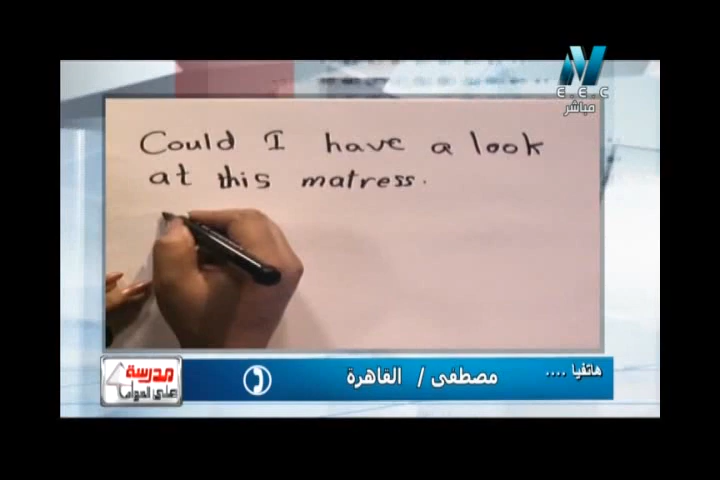 E.E.C
مباشر
Could I have a look
at this matress.
هاتفيا ....
مصطفى / القاهرة
مدرسة
على الهواء